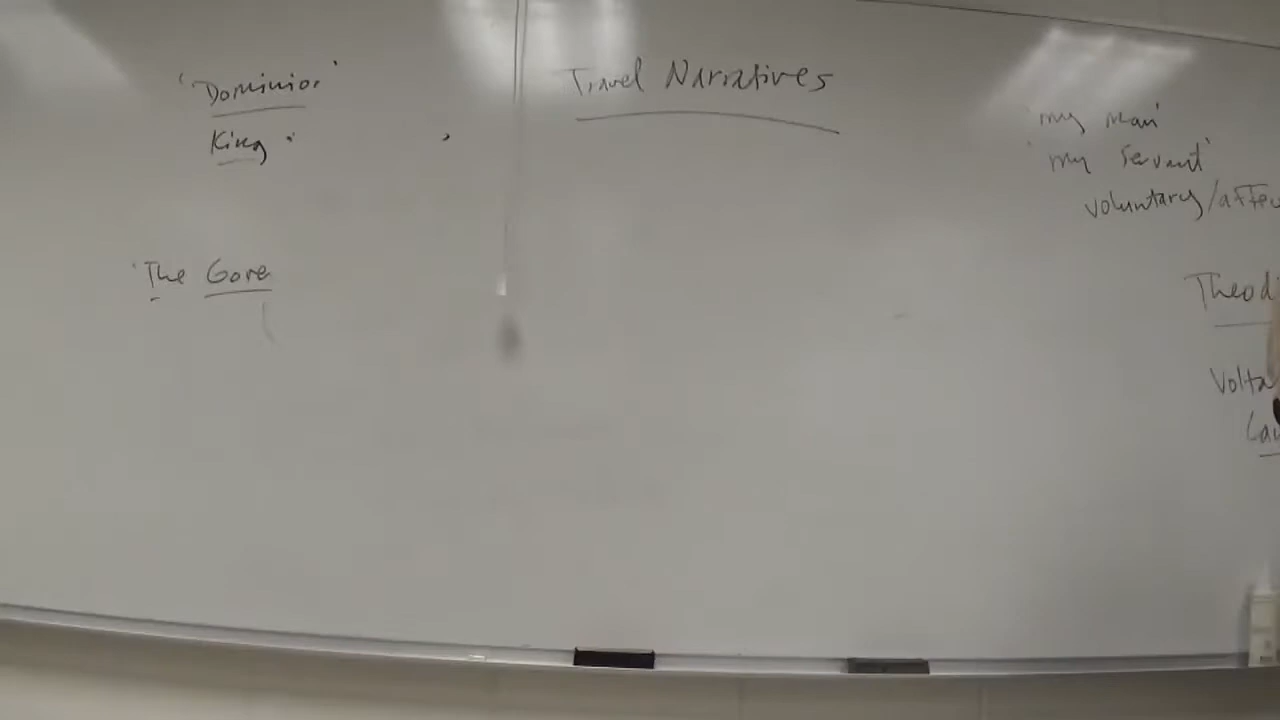 Travel Narratives
'Dominion'
King'
'The Gore
'my man'
'my servant'
voluntary/affec
Theod
Volta